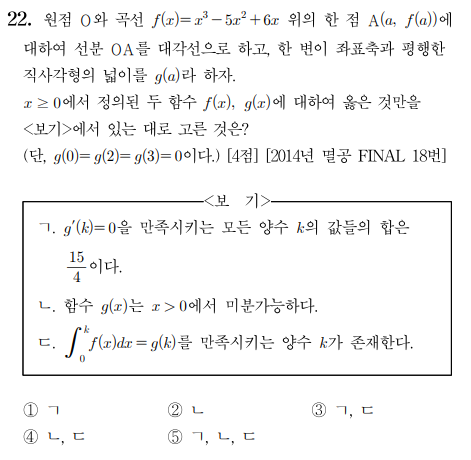 22. 원점 O와 곡선 f(x)=x³-5x²+6x 위의 한 점 A(a, f(a))에
대하여 선분 OA를 대각선으로 하고, 한 변이 좌표축과 평행한
직사각형의 넓이를 g(a)라 하자.
x≥0에서 정의된 두 함수 f(x), g(x)에 대하여 옳은 것만을
<보기>에서 있는 대로 고른 것은?
(단, g(0)=g(2)=g(3)=0이다.) [4점] [2014년 멸공 FINAL 18번]
<보 기>
ㄱ. g′(k)=0을 만족시키는 모든 양수 k의 값들의 합은
15/4 이다.
ㄴ. 함수 g(x)는 x>0에서 미분가능하다.
ㄷ. ∫₀ᵏ f(x)dx=g(k)를 만족시키는 양수 k가 존재한다.
① ㄱ ② ㄴ ③ ㄱ, ㄷ
④ ㄴ, ㄷ ⑤ ㄱ, ㄴ, ㄷ